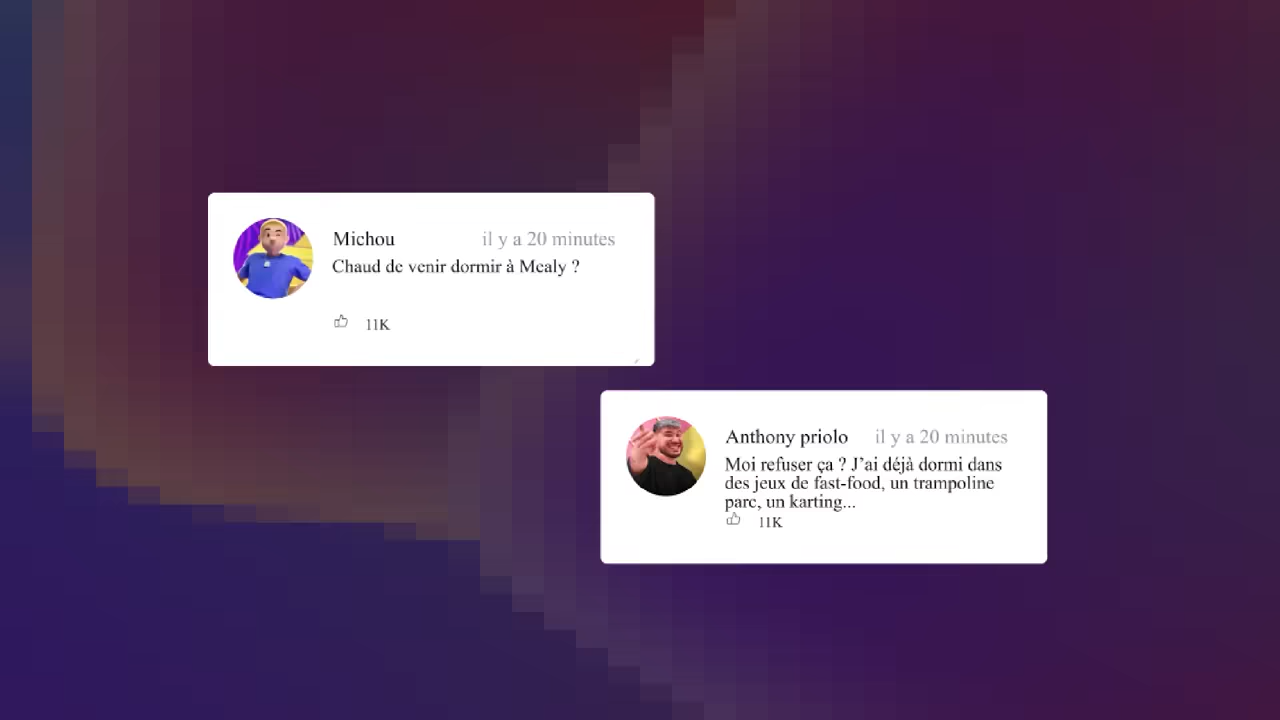 Michou il y a 20 minutes
Chaud de venir dormir à Mealy ?
11K
Anthony priolo il y a 20 minutes
Moi refuser ça ? J’ai déjà dormi dans
des jeux de fast-food, un trampoline
parc, un karting...
11K